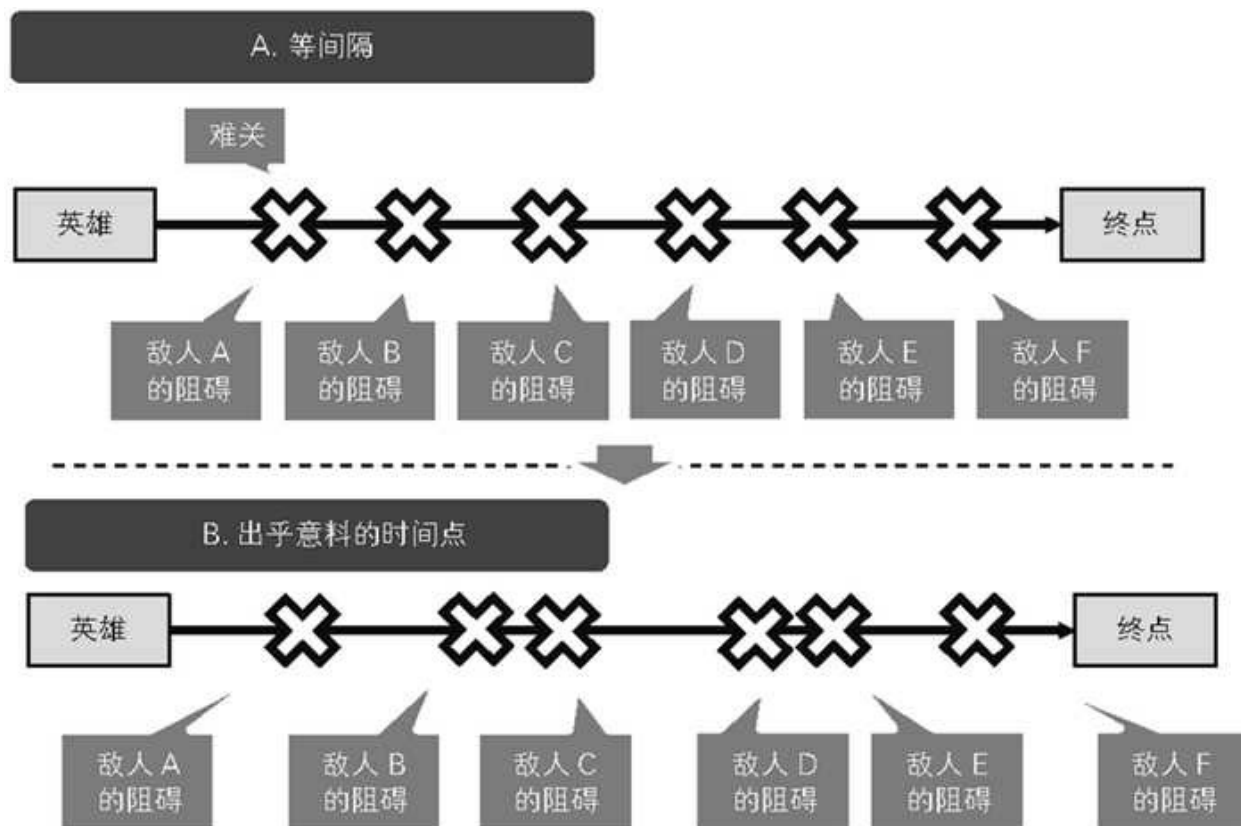 A. 等间隔
难关
英雄
终点
敌人 A
的阻碍
敌人 B
的阻碍
敌人 C
的阻碍
敌人 D
的阻碍
敌人 E
的阻碍
敌人 F
的阻碍
B. 出乎意料的时间点
英雄
终点
敌人 A
的阻碍
敌人 B
的阻碍
敌人 C
的阻碍
敌人 D
的阻碍
敌人 E
的阻碍
敌人 F
的阻碍